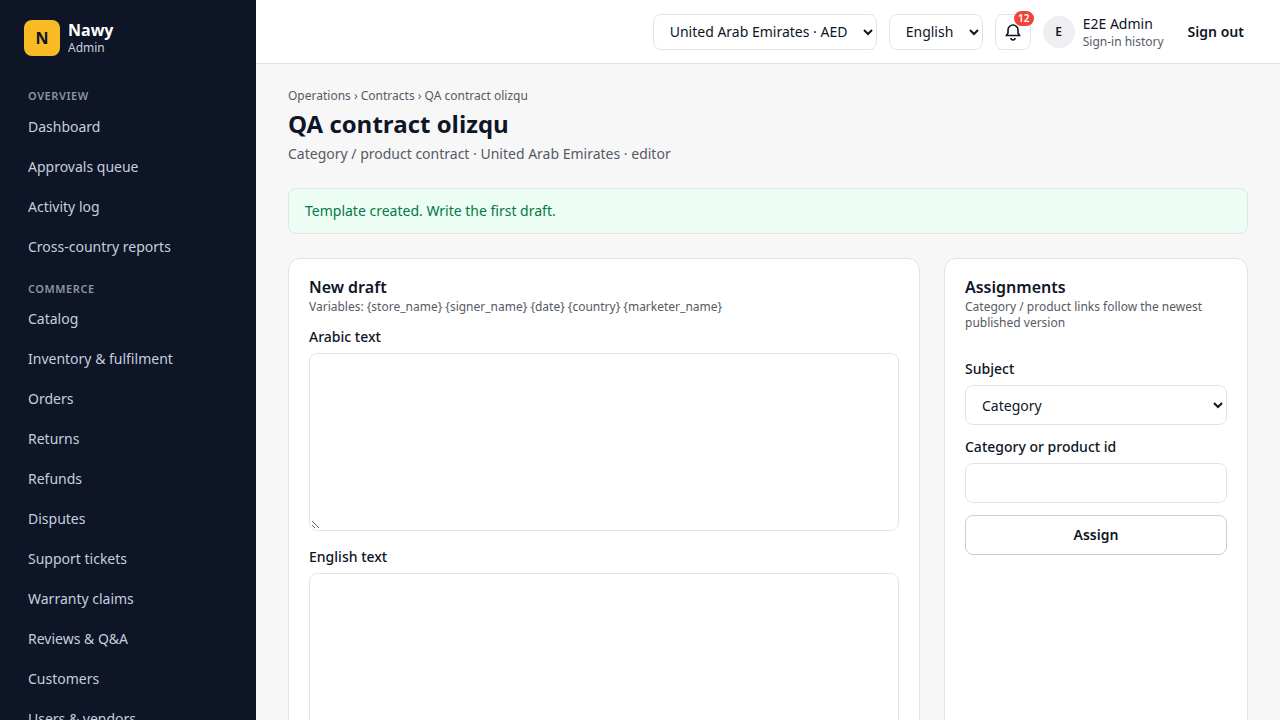 N
Nawy
Admin
OVERVIEW
Dashboard
Approvals queue
Activity log
Cross-country reports
COMMERCE
Catalog
Inventory & fulfilment
Orders
Returns
Refunds
Disputes
Support tickets
Warranty claims
Reviews & Q&A
Customers
Users & vendors
United Arab Emirates · AED
English
12
E
E2E Admin
Sign-in history
Sign out
Operations › Contracts › QA contract olizqu
QA contract olizqu
Category / product contract · United Arab Emirates · editor
Template created. Write the first draft.
New draft
Variables: {store_name} {signer_name} {date} {country} {marketer_name}
Arabic text
English text
Assignments
Category / product links follow the newest
published version
Subject
Category
Category or product id
Assign